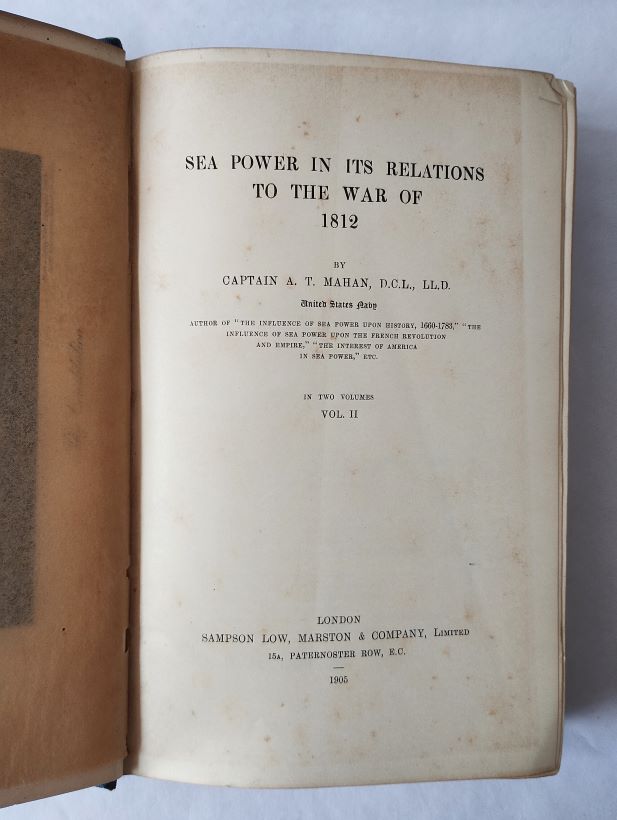 SEA POWER IN ITS RELATIONS
TO THE WAR OF
1812
BY
CAPTAIN A. T. MAHAN, D.C.L., LL.D.
United States Navy
AUTHOR OF "THE INFLUENCE OF SEA POWER UPON HISTORY, 1660-1783," "THE
INFLUENCE OF SEA POWER UPON THE FRENCH REVOLUTION
AND EMPIRE," "THE INTEREST OF AMERICA
IN SEA POWER," ETC.
IN TWO VOLUMES
VOL. II
LONDON
SAMPSON LOW, MARSTON & COMPANY, LIMITED
15A, PATERNOSTER ROW, E.C.
1905